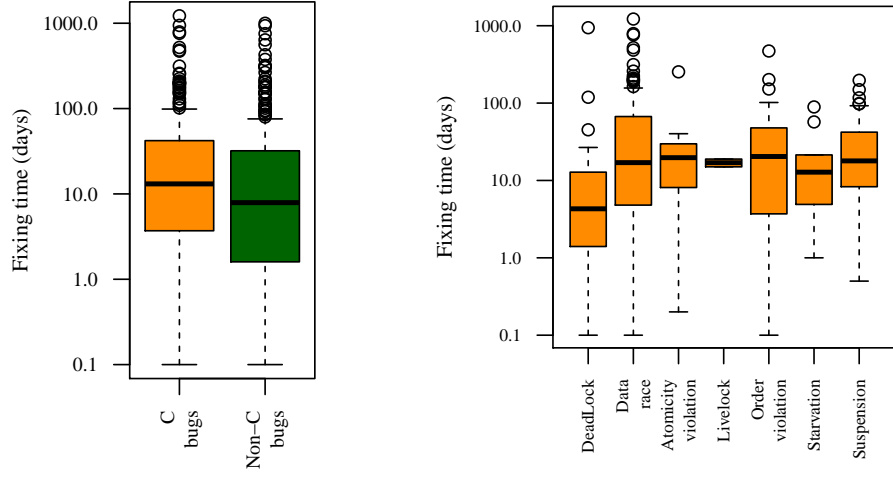 Fixing time (days)
1000.0
100.0
10.0
1.0
0.1
C
bugs
Non−C
bugs
Fixing time (days)
1000.0
100.0
10.0
1.0
0.1
DeadLock
Data
race
Atomicity
violation
Livelock
Order
violation
Starvation
Suspension